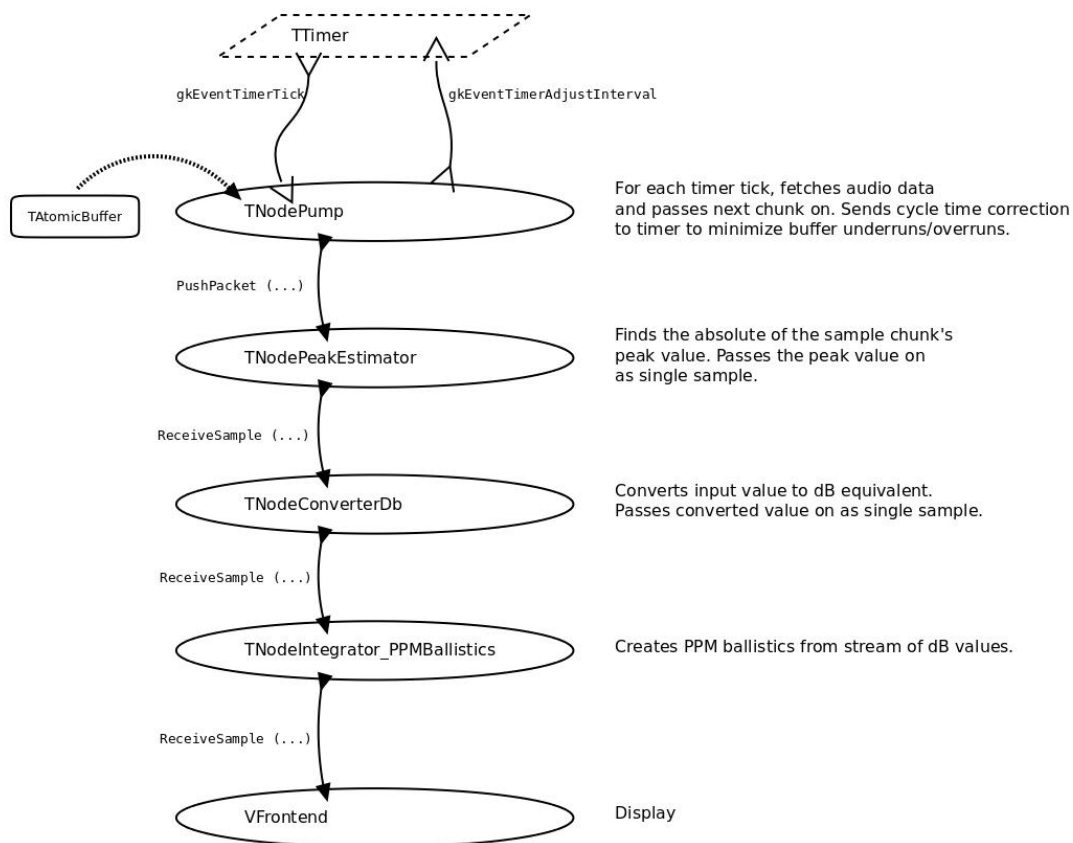 TTimer
gkEventTimerTick
gkEventTimerAdjustInterval
TAtomicBuffer
TNodePump
For each timer tick, fetches audio data
and passes next chunk on. Sends cycle time correction
to timer to minimize buffer underruns/overruns.
PushPacket (...)
TNodePeakEstimator
Finds the absolute of the sample chunk's
peak value. Passes the peak value on
as single sample.
ReceiveSample (...)
TNodeConverterDb
Converts input value to dB equivalent.
Passes converted value on as single sample.
ReceiveSample (...)
TNodeIntegrator_PPMBallistics
Creates PPM ballistics from stream of dB values.
ReceiveSample (...)
VFrontend
Display